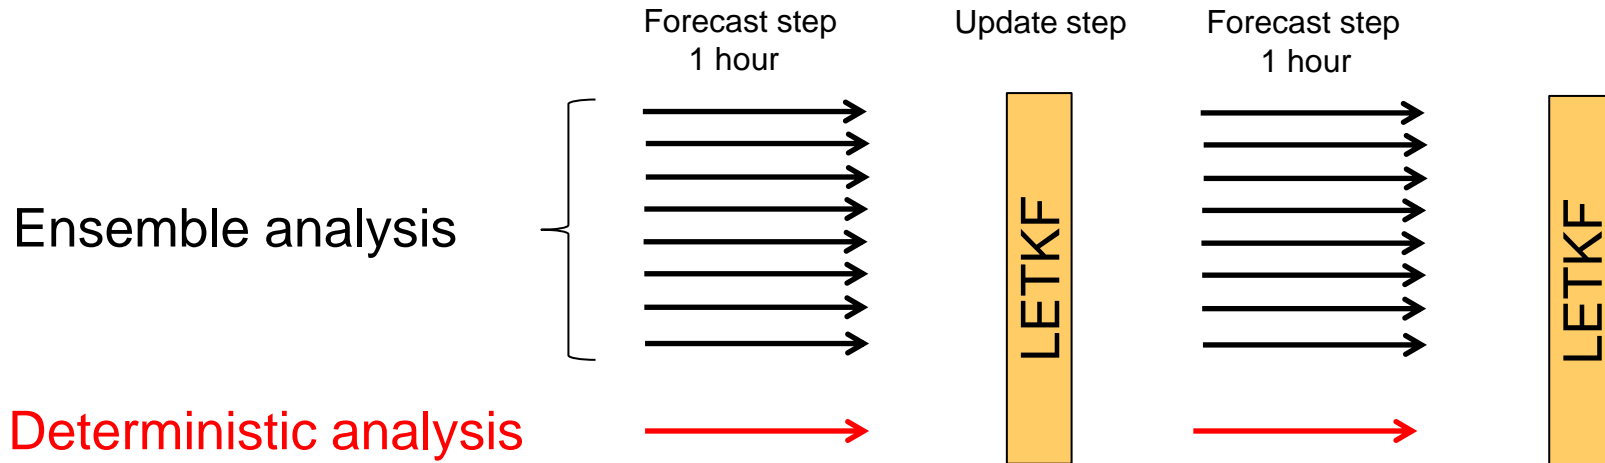 Forecast step
1 hour
Update step
Forecast step
1 hour
Ensemble analysis
LETKF
LETKF
Deterministic analysis